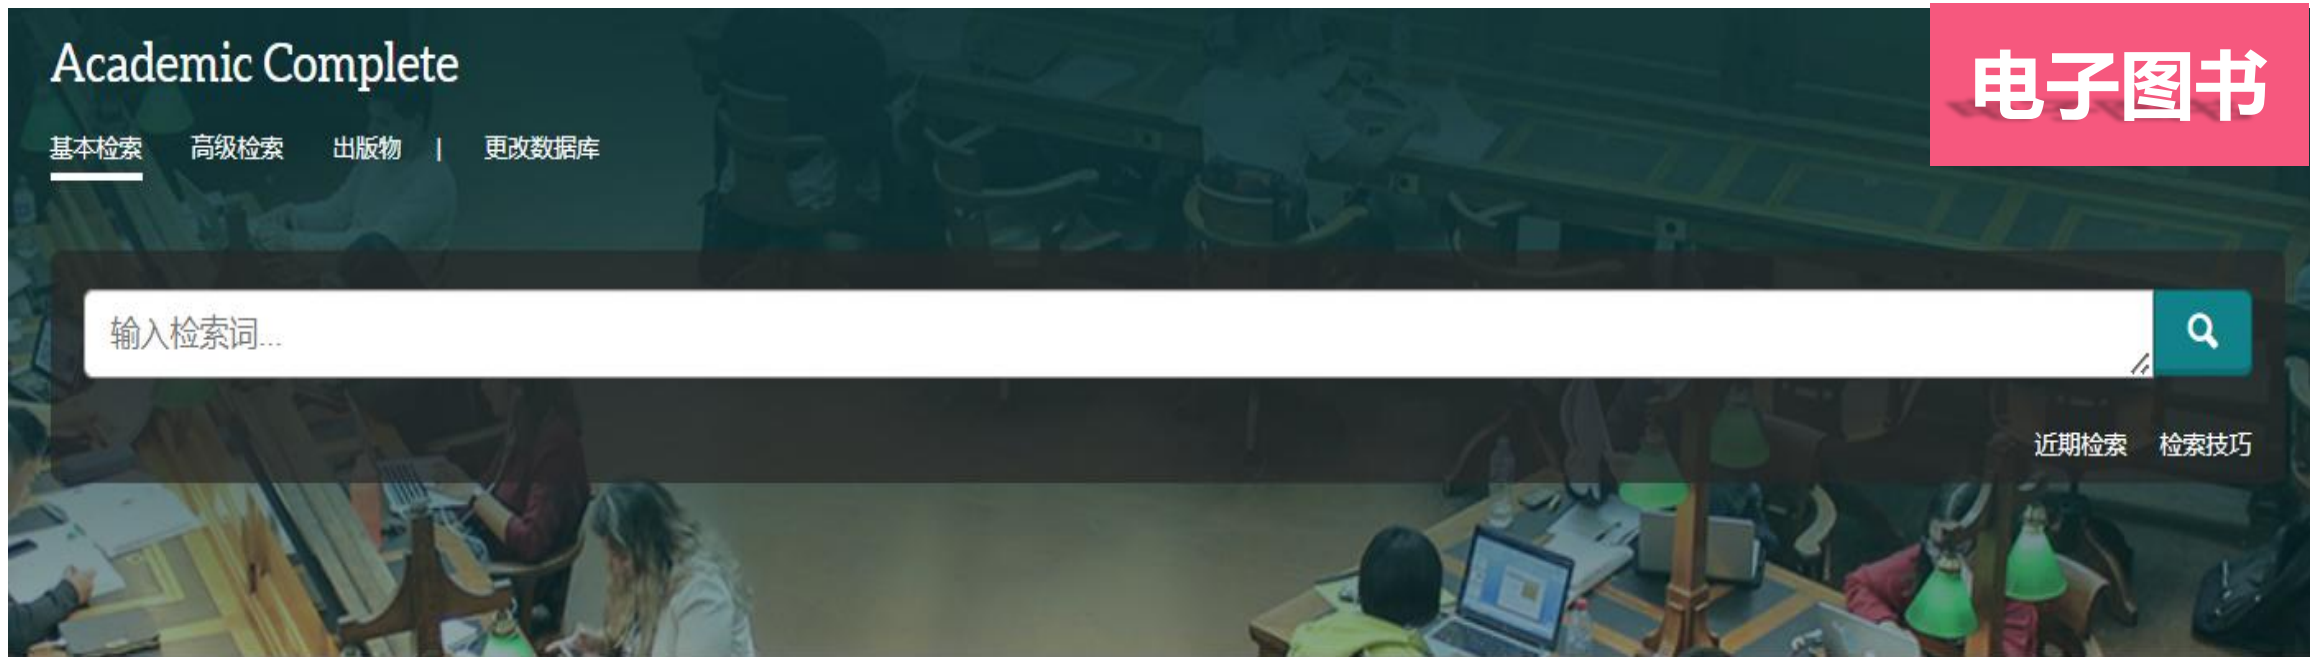 Academic Complete
电子图书
基本检索 高级检索 出版物 | 更改数据库
输入检索词...
近期检索 检索技巧